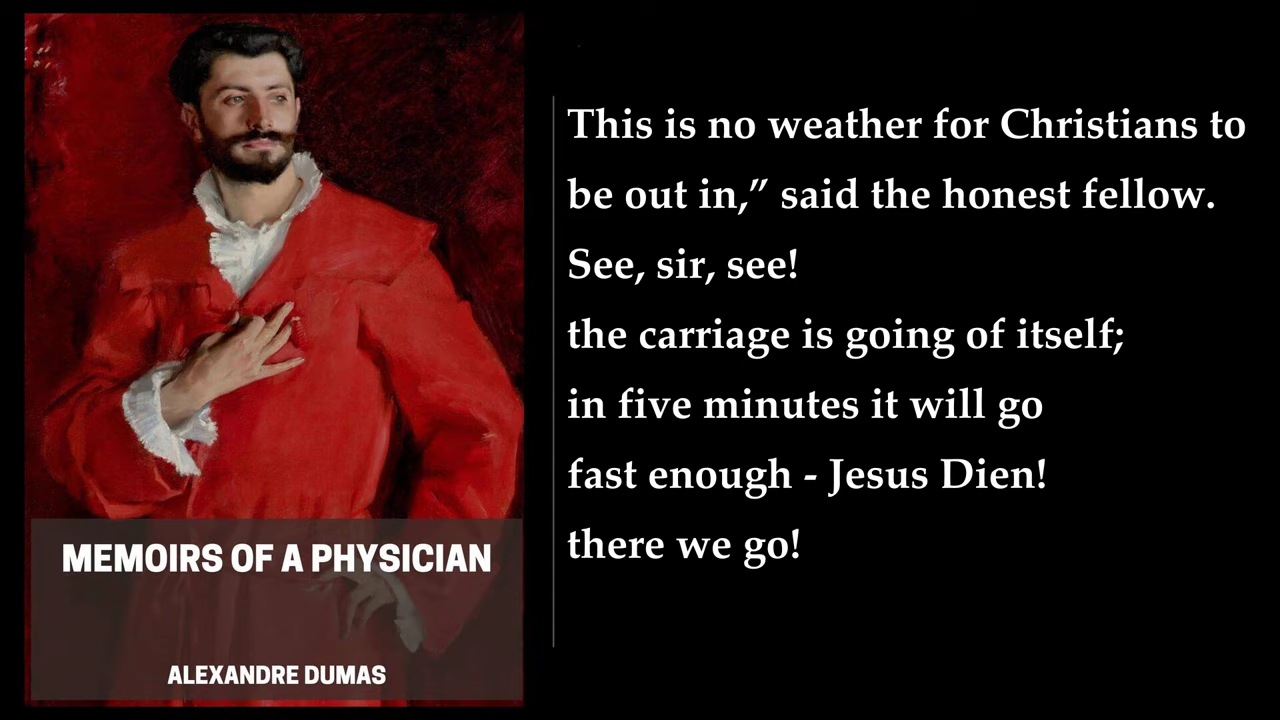 MEMOIRS OF A PHYSICIAN
ALEXANDRE DUMAS
This is no weather for Christians to
be out in,” said the honest fellow.
See, sir, see!
the carriage is going of itself;
in five minutes it will go
fast enough - Jesus Dien!
there we go!